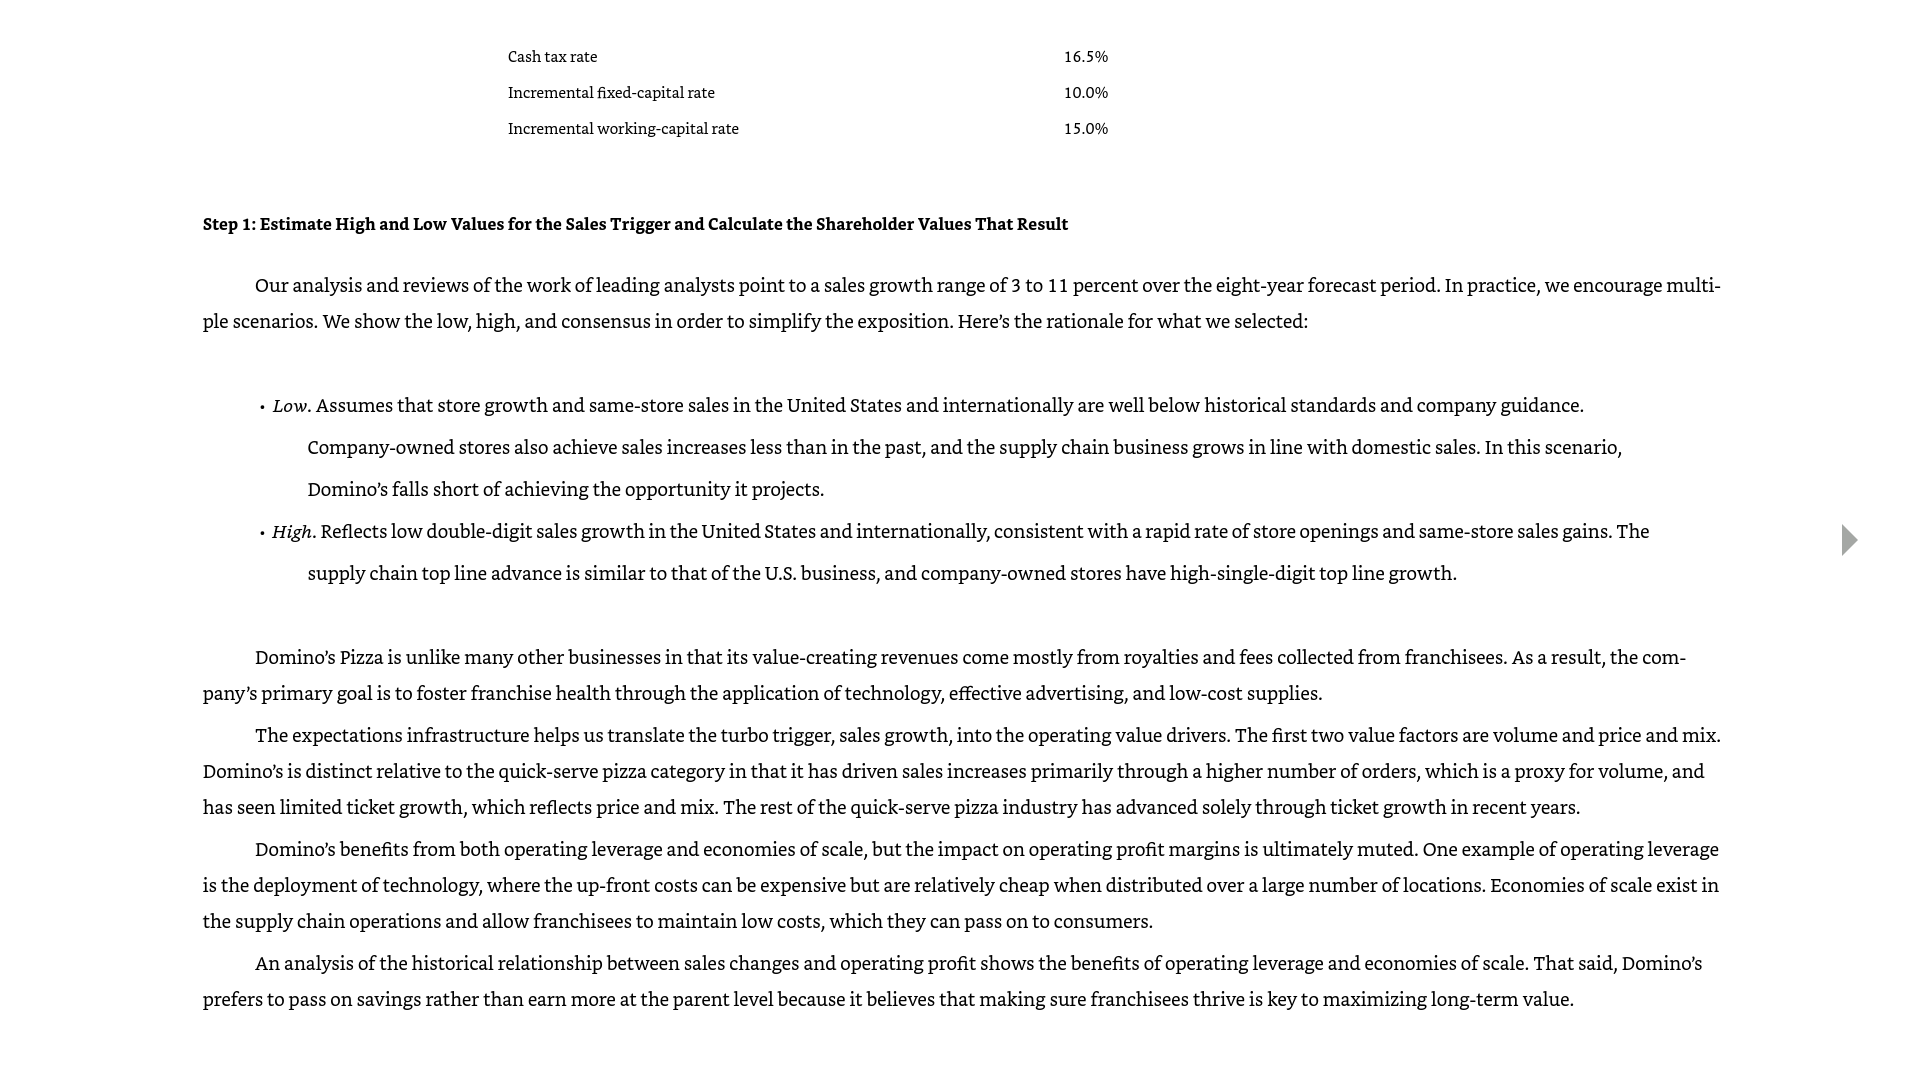 Cash tax rate 16.5%
Incremental fixed-capital rate 10.0%
Incremental working-capital rate 15.0%
Step 1: Estimate High and Low Values for the Sales Trigger and Calculate the Shareholder Values That Result
Our analysis and reviews of the work of leading analysts point to a sales growth range of 3 to 11 percent over the eight-year forecast period. In practice, we encourage multi-
ple scenarios. We show the low, high, and consensus in order to simplify the exposition. Here’s the rationale for what we selected:
• Low. Assumes that store growth and same-store sales in the United States and internationally are well below historical standards and company guidance.
Company-owned stores also achieve sales increases less than in the past, and the supply chain business grows in line with domestic sales. In this scenario,
Domino’s falls short of achieving the opportunity it projects.
• High. Reflects low double-digit sales growth in the United States and internationally, consistent with a rapid rate of store openings and same-store sales gains. The
supply chain top line advance is similar to that of the U.S. business, and company-owned stores have high-single-digit top line growth.
Domino’s Pizza is unlike many other businesses in that its value-creating revenues come mostly from royalties and fees collected from franchisees. As a result, the com-
pany’s primary goal is to foster franchise health through the application of technology, effective advertising, and low-cost supplies.
The expectations infrastructure helps us translate the turbo trigger, sales growth, into the operating value drivers. The first two value factors are volume and price and mix.
Domino’s is distinct relative to the quick-serve pizza category in that it has driven sales increases primarily through a higher number of orders, which is a proxy for volume, and
has seen limited ticket growth, which reflects price and mix. The rest of the quick-serve pizza industry has advanced solely through ticket growth in recent years.
Domino’s benefits from both operating leverage and economies of scale, but the impact on operating profit margins is ultimately muted. One example of operating leverage
is the deployment of technology, where the up-front costs can be expensive but are relatively cheap when distributed over a large number of locations. Economies of scale exist in
the supply chain operations and allow franchisees to maintain low costs, which they can pass on to consumers.
An analysis of the historical relationship between sales changes and operating profit shows the benefits of operating leverage and economies of scale. That said, Domino’s
prefers to pass on savings rather than earn more at the parent level because it believes that making sure franchisees thrive is key to maximizing long-term value.